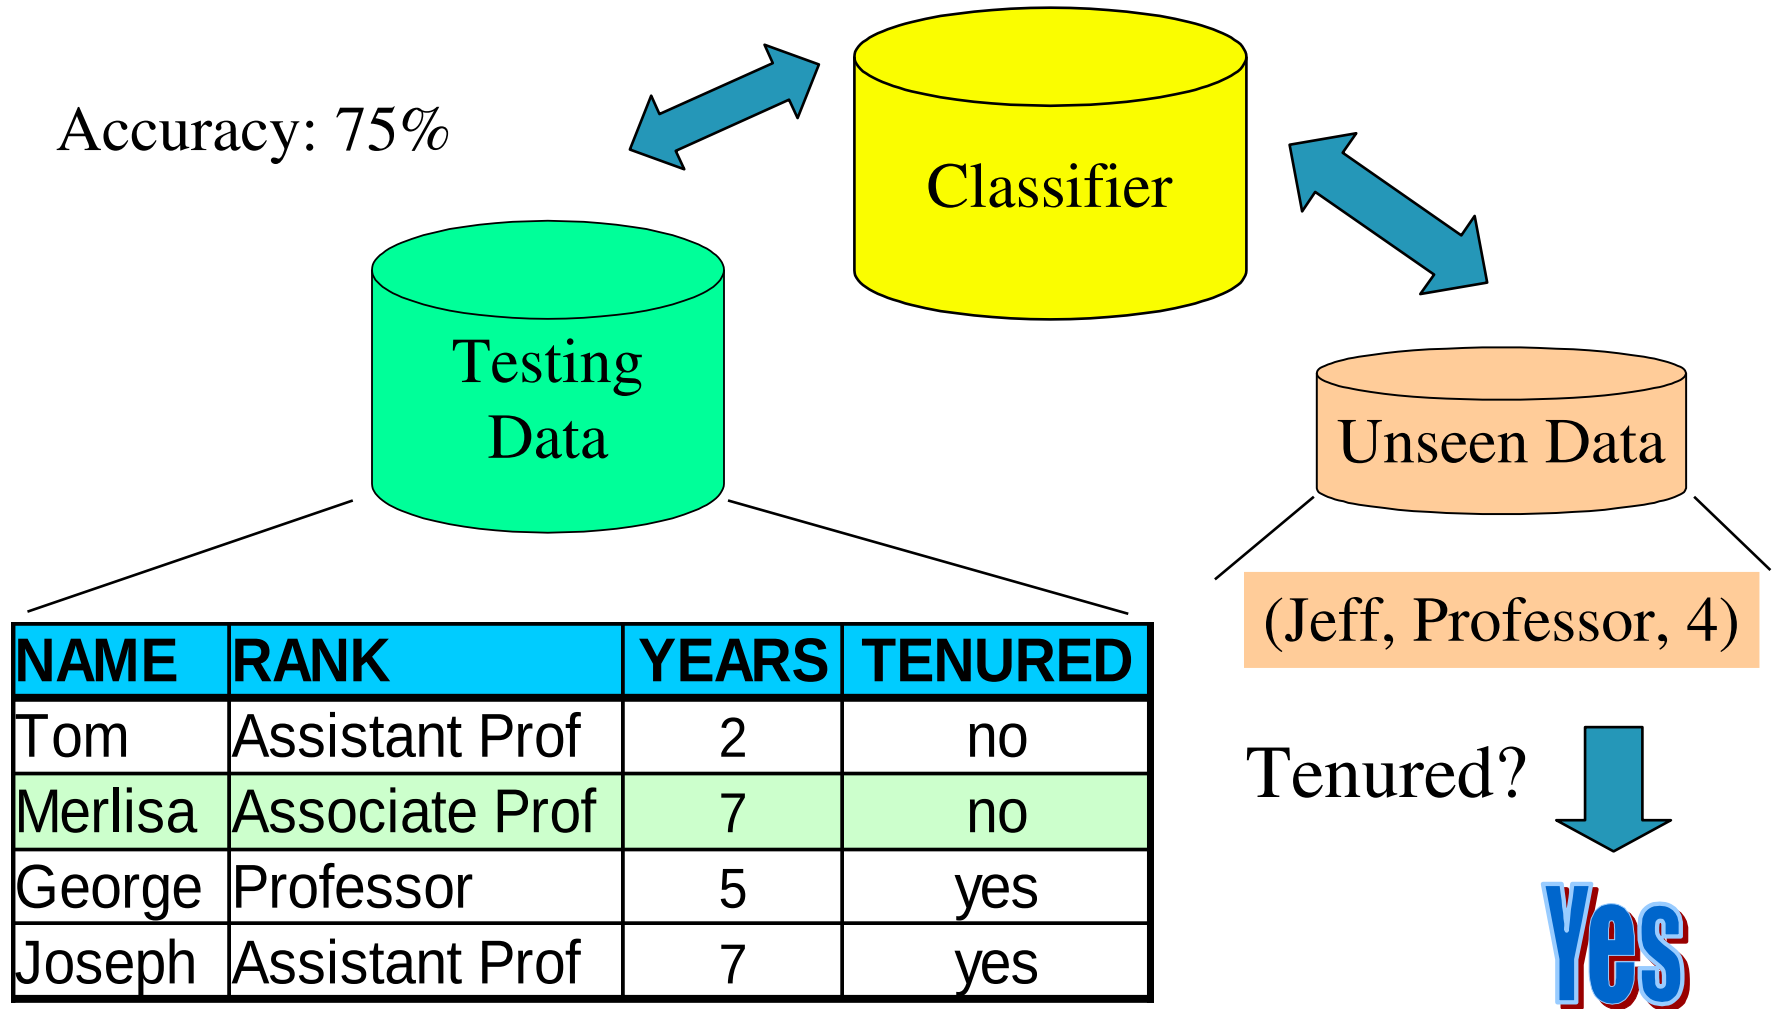 Accuracy: 75%
Classifier
Testing
Data
Unseen Data
NAME RANK YEARS TENURED
Tom Assistant Prof 2 no
Merlisa Associate Prof 7 no
George Professor 5 yes
Joseph Assistant Prof 7 yes
(Jeff, Professor, 4)
Tenured?
Yes